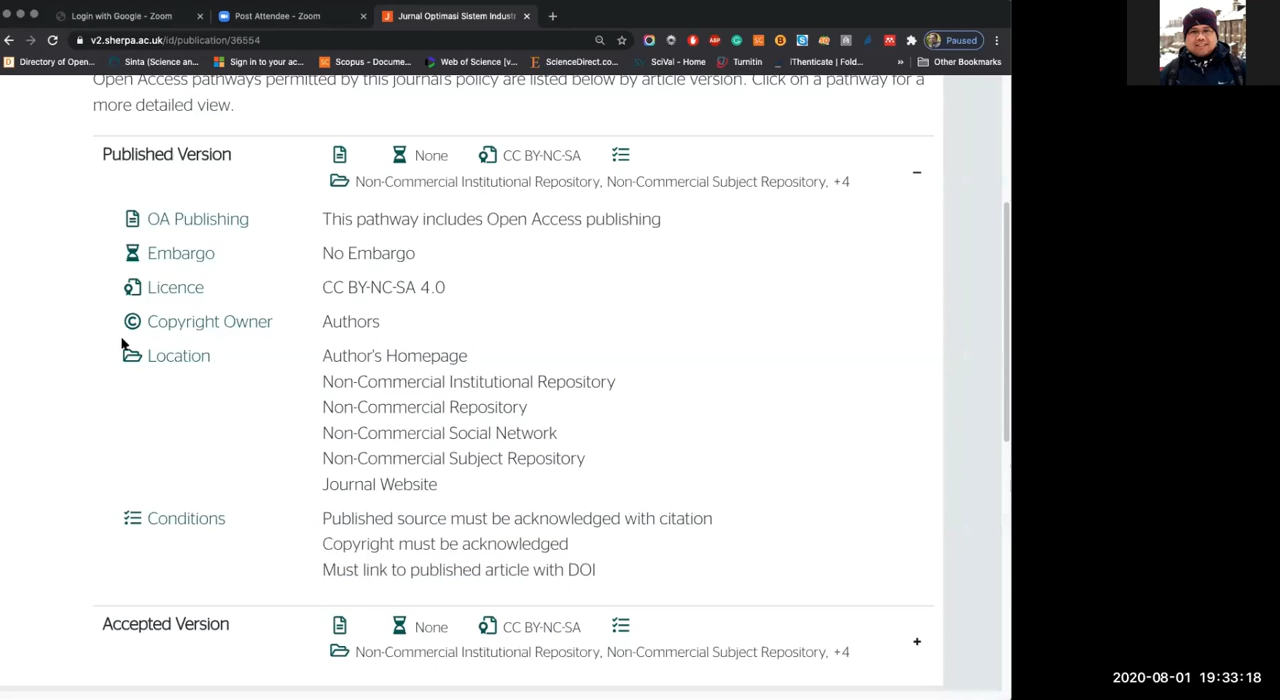 Login with Google - Zoom
Post Attendee - Zoom
Jurnal Optimasi Sistem Industri
v2.sherpa.ac.uk/id/publication/36554
ABP
Paused
Directory of Open...
Sinta (Science an...
Sign in to your ac...
Scopus - Docume...
Web of Science [v...
ScienceDirect.co...
SciVal - Home
Turnitin
iThenticate | Fold...
»
Other Bookmarks
Open Access pathways permitted by this journal's policy are listed below by article version. Click on a pathway for a
more detailed view.
Published Version None CC BY-NC-SA
Non-Commercial Institutional Repository, Non-Commercial Subject Repository, +4
OA Publishing This pathway includes Open Access publishing
Embargo No Embargo
Licence CC BY-NC-SA 4.0
Copyright Owner Authors
Location Author's Homepage
Non-Commercial Institutional Repository
Non-Commercial Repository
Non-Commercial Social Network
Non-Commercial Subject Repository
Journal Website
Conditions Published source must be acknowledged with citation
Copyright must be acknowledged
Must link to published article with DOI
Accepted Version None CC BY-NC-SA
Non-Commercial Institutional Repository, Non-Commercial Subject Repository, +4
2020-08-01 19:33:18